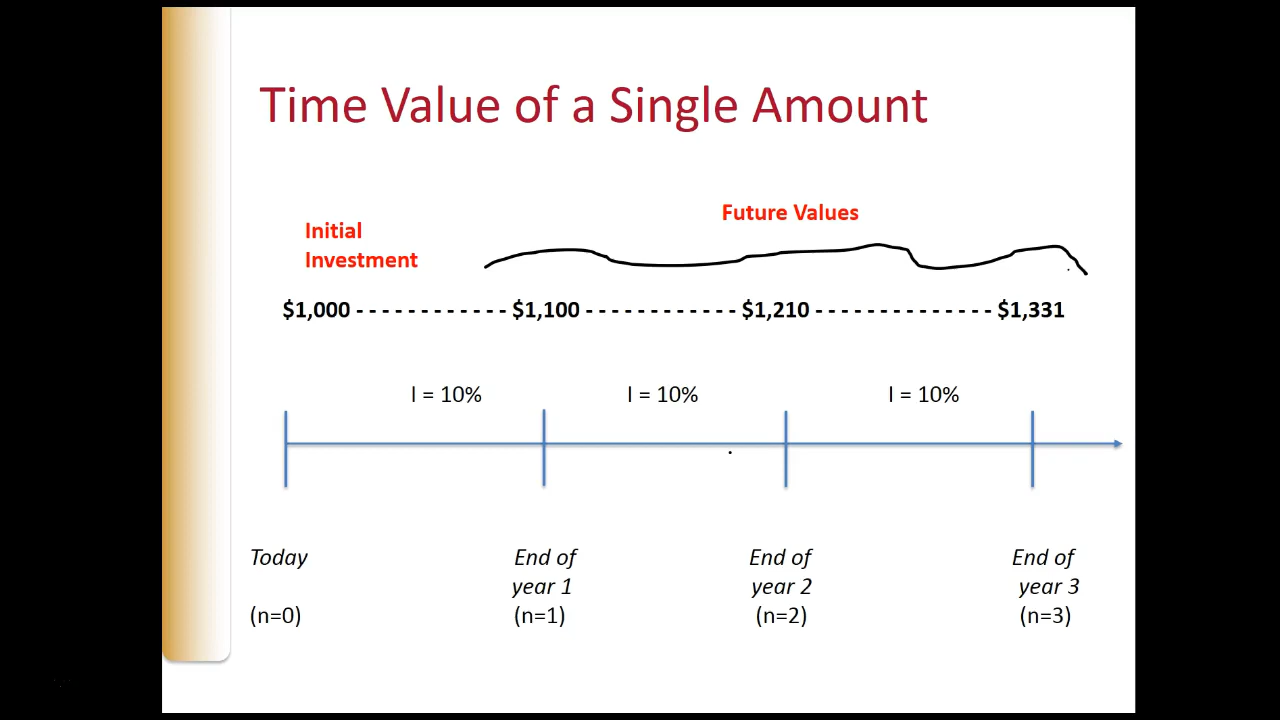 Time Value of a Single Amount
Future Values
Initial
Investment
$1,000 - - - - - - - - - - - - $1,100 - - - - - - - - - - - - $1,210 - - - - - - - - - - - - - - $1,331
I = 10% I = 10% I = 10%
Today End of End of End of
year 1 year 2 year 3
(n=0) (n=1) (n=2) (n=3)